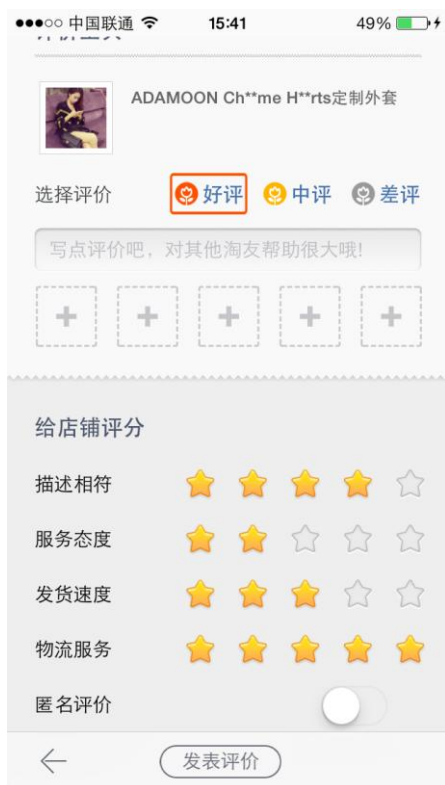 中国联通 15:41 49%
ADAMOON Ch**me H**rts定制外套
选择评价 好评 中评 差评
写点评价吧，对其他淘友帮助很大哦!
给店铺评分
描述相符
服务态度
发货速度
物流服务
匿名评价
发表评价